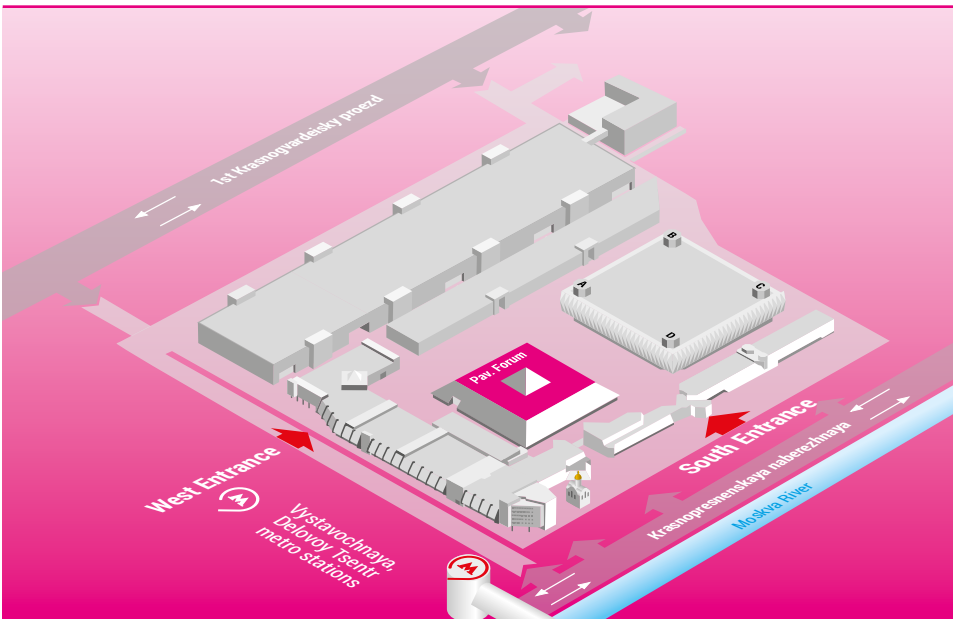 1st Krasnogvardeisky proezd
B
A
C
D
Pav. Forum
South Entrance
West Entrance
Krasnopresnenskaya naberezhnaya
Moskva River
Vystavochnaya,
Delovoy Tsentr
metro stations